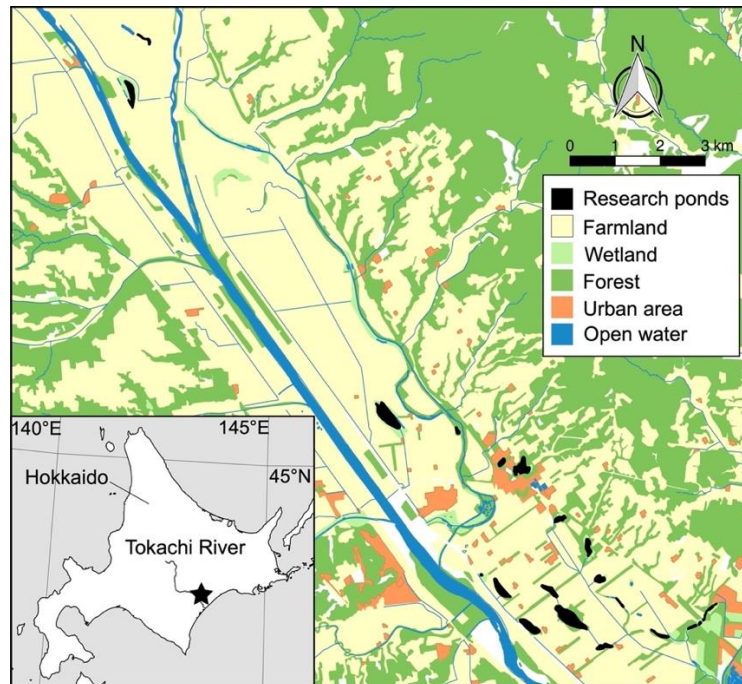 N
0 1 2 3 km
Research ponds
Farmland
Wetland
Forest
Urban area
Open water
140°E
145°E
45°N
Hokkaido
Tokachi River